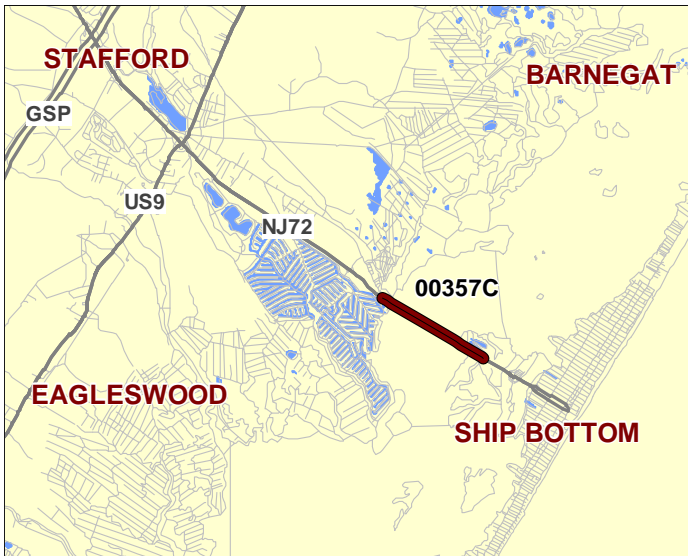 STAFFORD
BARNEGAT
GSP
US9
NJ72
00357C
EAGLESWOOD
SHIP BOTTOM